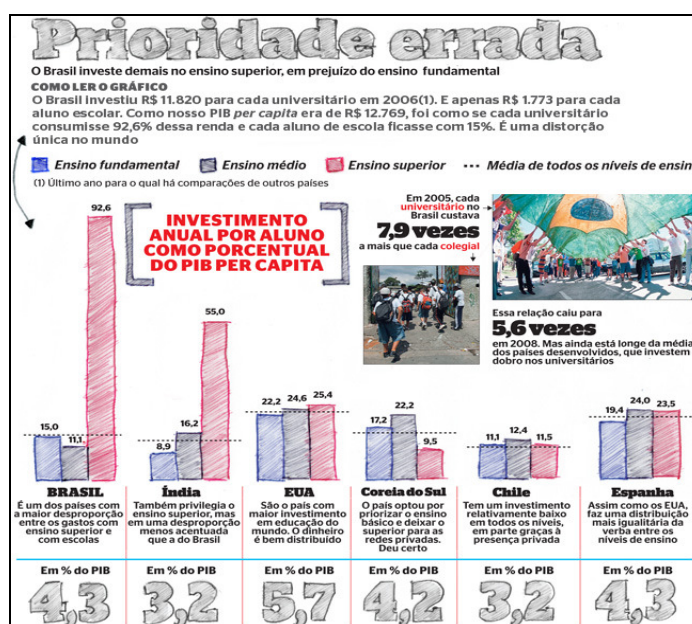 Prioridade errada
O Brasil investe demais no ensino superior, em prejuízo do ensino fundamental
COMO LER O GRÁFICO
O Brasil investiu R$ 11.820 para cada universitário em 2006(1). E apenas R$ 1.773 para cada
aluno escolar. Como nosso PIB per capita era de R$ 12.769, foi como se cada universitário
consumisse 92,6% dessa renda e cada aluno de escola ficasse com 15%. É uma distorção
única no mundo
Ensino fundamental Ensino médio Ensino superior Média de todos os níveis de ensin
(1) Último ano para o qual há comparações de outros países
INVESTIMENTO
ANUAL POR ALUNO
COMO PORCENTUAL
DO PIB PER CAPITA
Em 2005, cada
universitário no
Brasil custava
7,9 vezes
a mais que cada colegial
Essa relação caiu para
5,6 vezes
em 2008. Mas ainda está longe da média
dos países desenvolvidos, que investem
dobro nos universitários
15,0 11,1 92,6
8,9 16,2 55,0
22,2 24,6 25,4
17,2 22,2 9,5
11,1 12,4 11,5
19,4 24,0 23,5
BRASIL
É um dos países com
a maior desproporção
entre os gastos com
ensino superior e
com escolas
Índia
Também privilegia o
ensino superior, mas
em uma desproporção
menos acentuada
que a do Brasil
EUA
São o país com
maior investimento
em educação do
mundo. O dinheiro
é bem distribuído
Coreia do Sul
O país optou por
priorizar o ensino
básico e deixar o
superior para as
redes privadas.
Deu certo
Chile
Tem um investimento
relativamente baixo
em todos os níveis,
em parte graças à
presença privada
Espanha
Assim como os EUA,
faz uma distribuição
mais igualitária da
verba entre os
níveis de ensino
Em % do PIB
4,3
Em % do PIB
3,2
Em % do PIB
5,7
Em % do PIB
4,2
Em % do PIB
3,2
Em % do PIB
4,3